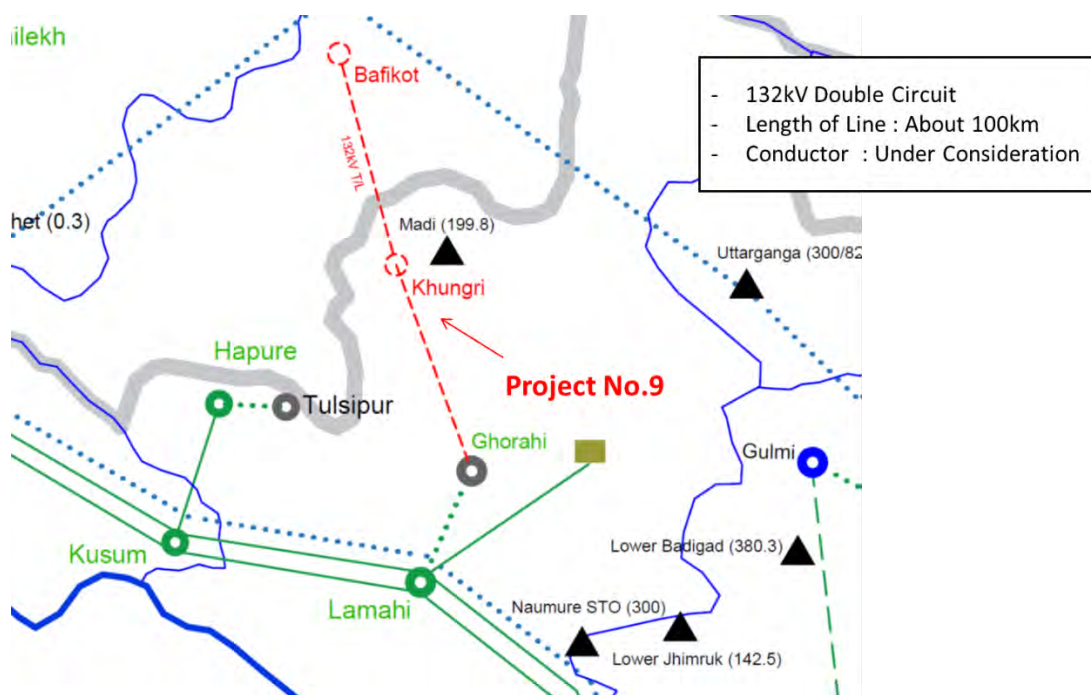 ilekh
Bafikot
- 132kV Double Circuit
- Length of Line : About 100km
- Conductor : Under Consideration
132kV T/L
het (0.3)
Madi (199.8)
Uttarganga (300/82
Khungri
Hapure
Project No.9
Tulsipur
Ghorahi
Gulmi
Kusum
Lower Badigad (380.3)
Lamahi
Naumure STO (300)
Lower Jhimruk (142.5)